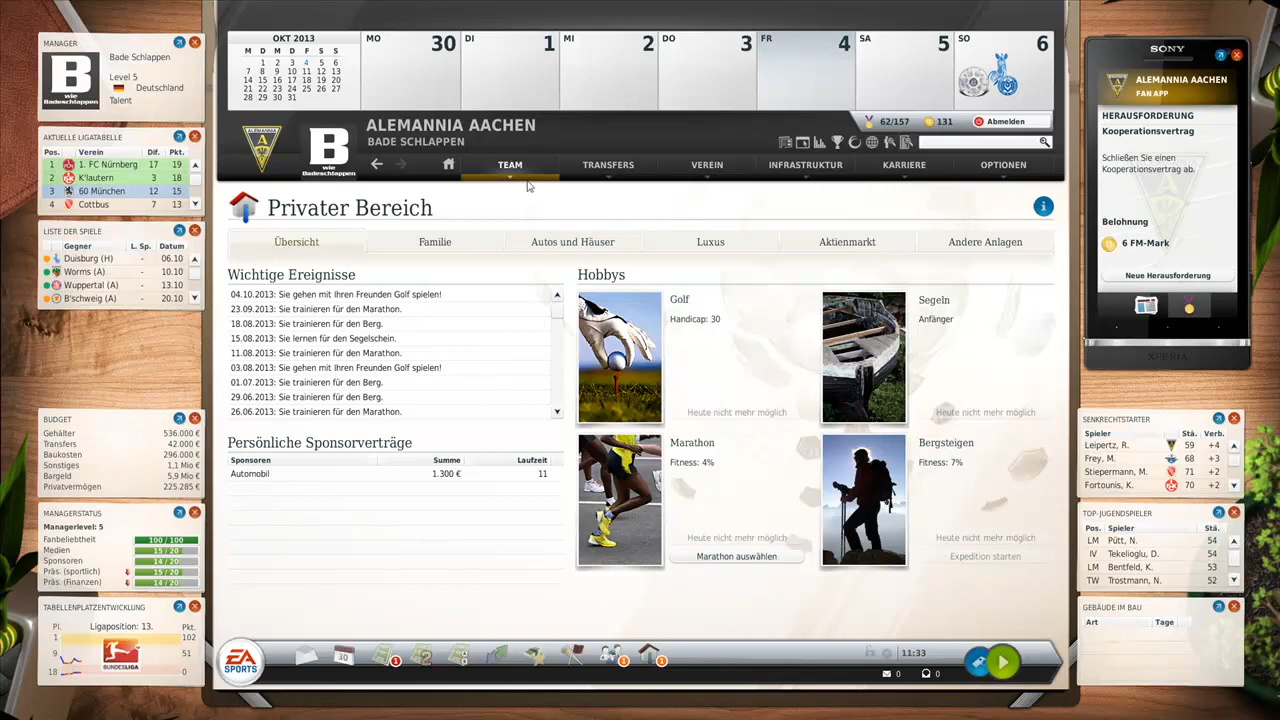 MANAGER
B
wie
Badeschlappen
Bade Schlappen
Level 5
Deutschland
Talent
AKTUELLE LIGATABELLE
Pos. Verein Dif. Pkt.
1 1. FC Nürnberg 17 19
2 K'lautern 3 18
3 60 München 12 15
4 Cottbus 7 13
LISTE DER SPIELE
Gegner L. Sp. Datum
Duisburg (H) - 06.10
Worms (A) - 10.10
Wuppertal (A) - 13.10
B'schweig (A) - 20.10
BUDGET
Gehälter 536.000 €
Transfers 42.000 €
Baukosten 296.000 €
Sonstiges 1,1 Mio €
Bargeld 5,9 Mio €
Privatvermögen 225.285 €
MANAGERSTATUS
Managerlevel: 5
Fanbeliebtheit 100 / 100
Medien 15 / 20
Sponsoren 14 / 20
Präs. (sportlich) 15 / 20
Präs. (Finanzen) 14 / 20
TABELLENPLATZENTWICKLUNG
Pl. Ligaposition: 13. Pkt.
1 102
9 51
18 0
BUNDESLIGA
OKT 2013
M D M D F S S
1 2 3 4 5 6
7 8 9 10 11 12 13
14 15 16 17 18 19 20
21 22 23 24 25 26 27
28 29 30 31
MO 30
DI 1
MI 2
DO 3
FR 4
SA 5
SO 6
ALEMANNIA
B
wie
Badeschlappen
ALEMANNIA AACHEN
BADE SCHLAPPEN
62/157
131
Abmelden
TEAM
TRANSFERS
VEREIN
INFRASTRUKTUR
KARRIERE
OPTIONEN
Privater Bereich
Übersicht
Familie
Autos und Häuser
Luxus
Aktienmarkt
Andere Anlagen
Wichtige Ereignisse
04.10.2013: Sie gehen mit Ihren Freunden Golf spielen!
23.09.2013: Sie trainieren für den Marathon.
18.08.2013: Sie trainieren für den Berg.
15.08.2013: Sie lernen für den Segelschein.
11.08.2013: Sie trainieren für den Marathon.
03.08.2013: Sie gehen mit Ihren Freunden Golf spielen!
01.07.2013: Sie trainieren für den Berg.
29.06.2013: Sie trainieren für den Berg.
26.06.2013: Sie trainieren für den Marathon.
Persönliche Sponsorverträge
Sponsoren Summe Laufzeit
Automobil 1.300 € 11
Hobbys
Golf
Handicap: 30
Heute nicht mehr möglich
Segeln
Anfänger
Heute nicht mehr möglich
Marathon
Fitness: 4%
Heute nicht mehr möglich
Marathon auswählen
Bergsteigen
Fitness: 7%
Heute nicht mehr möglich
Expedition starten
EA
SPORTS
30
1
2
1
1
11:33
0
0
SONY
ALEMANNIA AACHEN
FAN APP
HERAUSFORDERUNG
Kooperationsvertrag
Schließen Sie einen
Kooperationsvertrag ab.
Belohnung
6 FM-Mark
Neue Herausforderung
XPERIA
SENKRECHTSTARTER
Spieler Stä. Verb.
Leipertz, R. 59 +4
Frey, M. 68 +3
Stiepermann, M. 71 +2
Fortounis, K. 70 +2
TOP-JUGENDSPIELER
Pos. Spieler Stä.
LM Pütt, N. 54
IV Tekelioglu, D. 54
LM Bentfeld, K. 53
TW Trostmann, N. 52
GEBÄUDE IM BAU
Art Tage